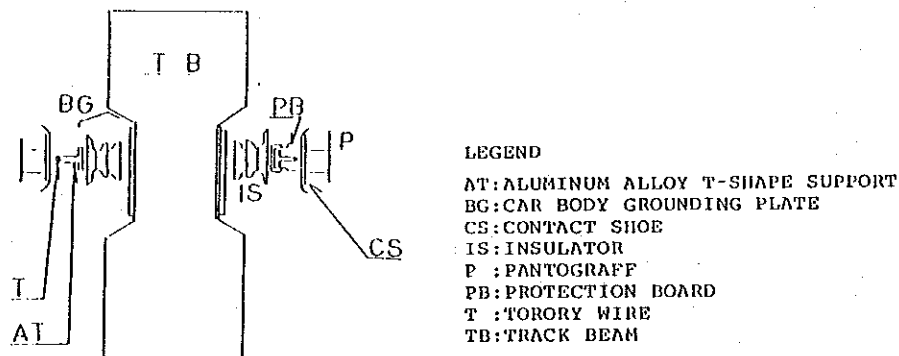 T B
BG
PB
P
IS
CS
T
AT
LEGEND
AT:ALUMINUM ALLOY T-SHAPE SUPPORT
BG:CAR BODY GROUNDING PLATE
CS:CONTACT SHOE
IS:INSULATOR
P :PANTOGRAFF
PB:PROTECTION BOARD
T :TORORY WIRE
TB:TRACK BEAM